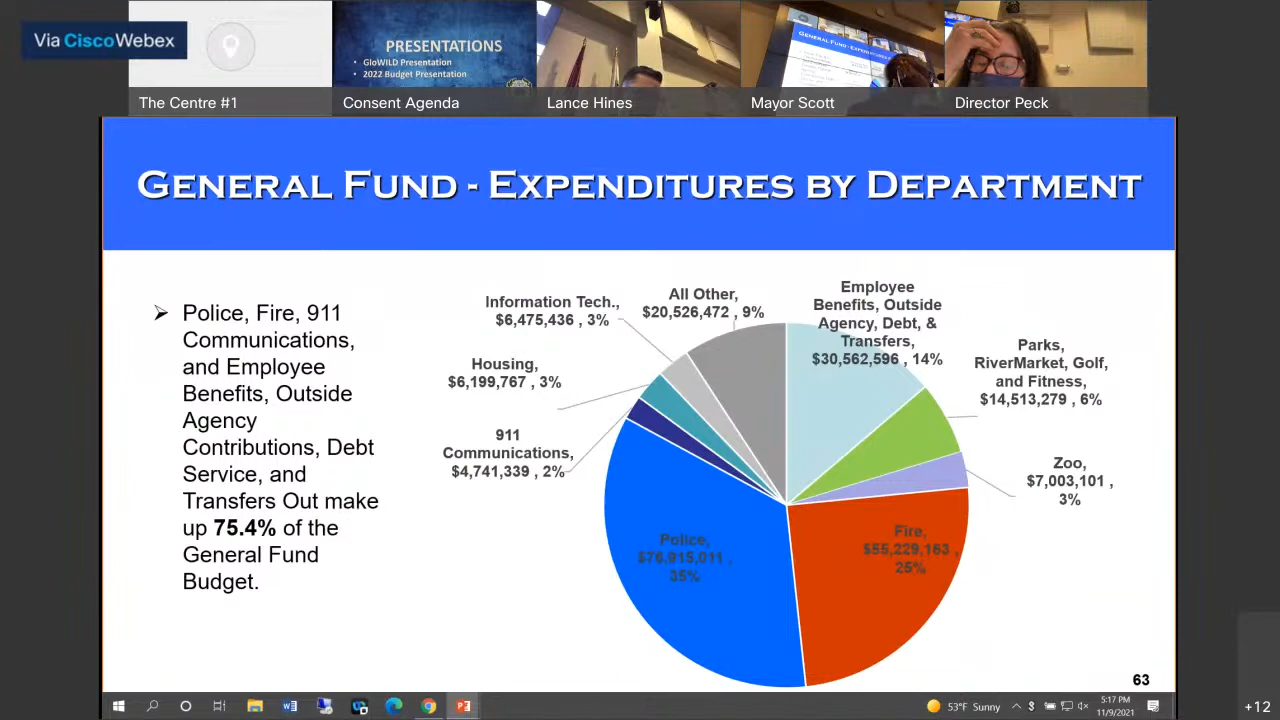 Via Cisco Webex
PRESENTATIONS
• GloWILD Presentation
• 2022 Budget Presentation
GENERAL FUND - EXPENDITURES
The Centre #1
Consent Agenda
Lance Hines
Mayor Scott
Director Peck
GENERAL FUND - EXPENDITURES BY DEPARTMENT
➢ Police, Fire, 911
Communications,
and Employee
Benefits, Outside
Agency
Contributions, Debt
Service, and
Transfers Out make
up 75.4% of the
General Fund
Budget.
Information Tech.,
$6,475,436 , 3%
All Other,
$20,526,472 , 9%
Employee
Benefits, Outside
Agency, Debt, &
Transfers,
$30,562,596 , 14%
Parks,
RiverMarket, Golf,
and Fitness,
$14,513,279 , 6%
Housing,
$6,199,767 , 3%
911
Communications,
$4,741,339 , 2%
Zoo,
$7,003,101 ,
3%
Police,
$76,915,011 ,
35%
Fire,
$55,229,163 ,
25%
63
53°F Sunny
5:17 PM
11/9/2021
+12